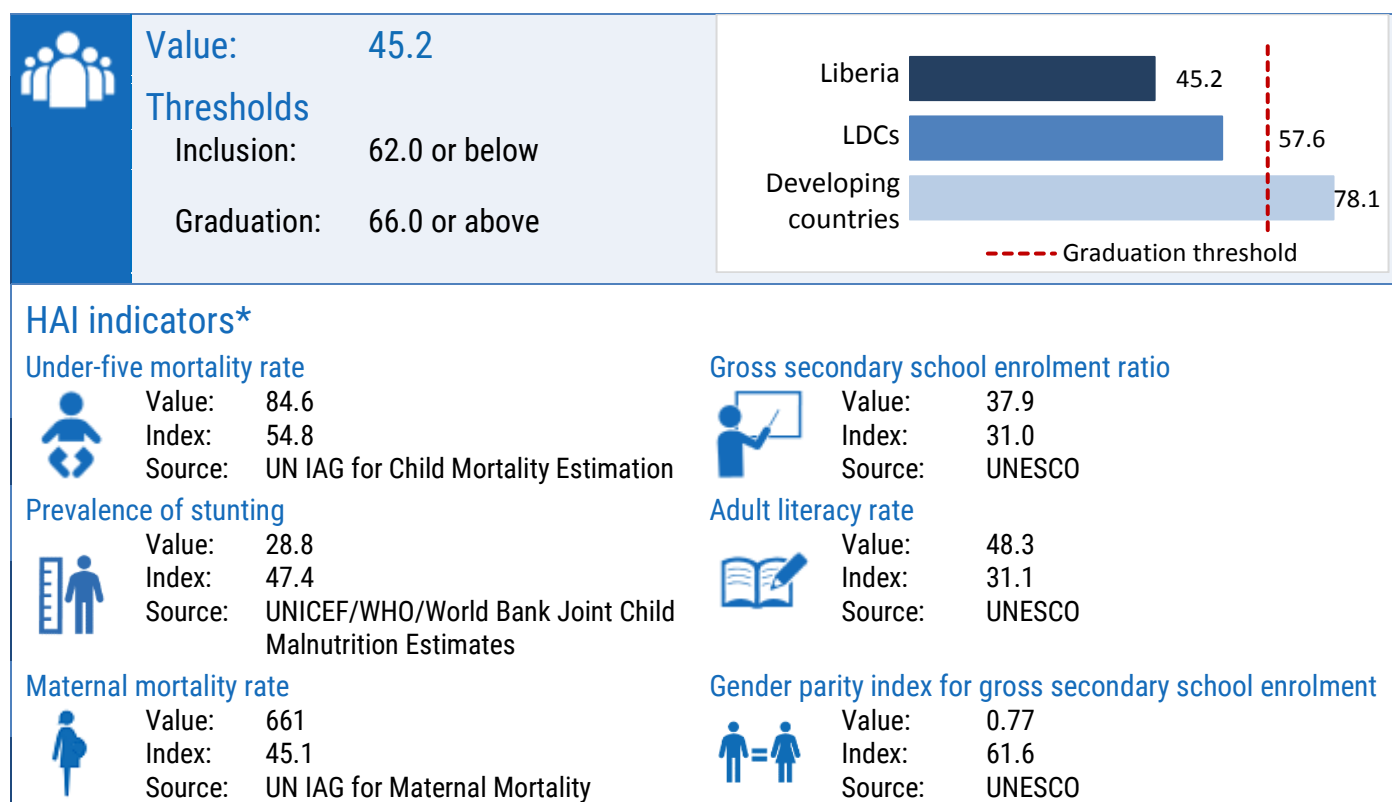 Value: 45.2
Thresholds
Inclusion: 62.0 or below
Graduation: 66.0 or above
Liberia 45.2
LDCs 57.6
Developing
countries 78.1
Graduation threshold
HAI indicators*
Under-five mortality rate
Value: 84.6
Index: 54.8
Source: UN IAG for Child Mortality Estimation
Prevalence of stunting
Value: 28.8
Index: 47.4
Source: UNICEF/WHO/World Bank Joint Child
Malnutrition Estimates
Maternal mortality rate
Value: 661
Index: 45.1
Source: UN IAG for Maternal Mortality
Gross secondary school enrolment ratio
Value: 37.9
Index: 31.0
Source: UNESCO
Adult literacy rate
Value: 48.3
Index: 31.1
Source: UNESCO
Gender parity index for gross secondary school enrolment
Value: 0.77
Index: 61.6
Source: UNESCO